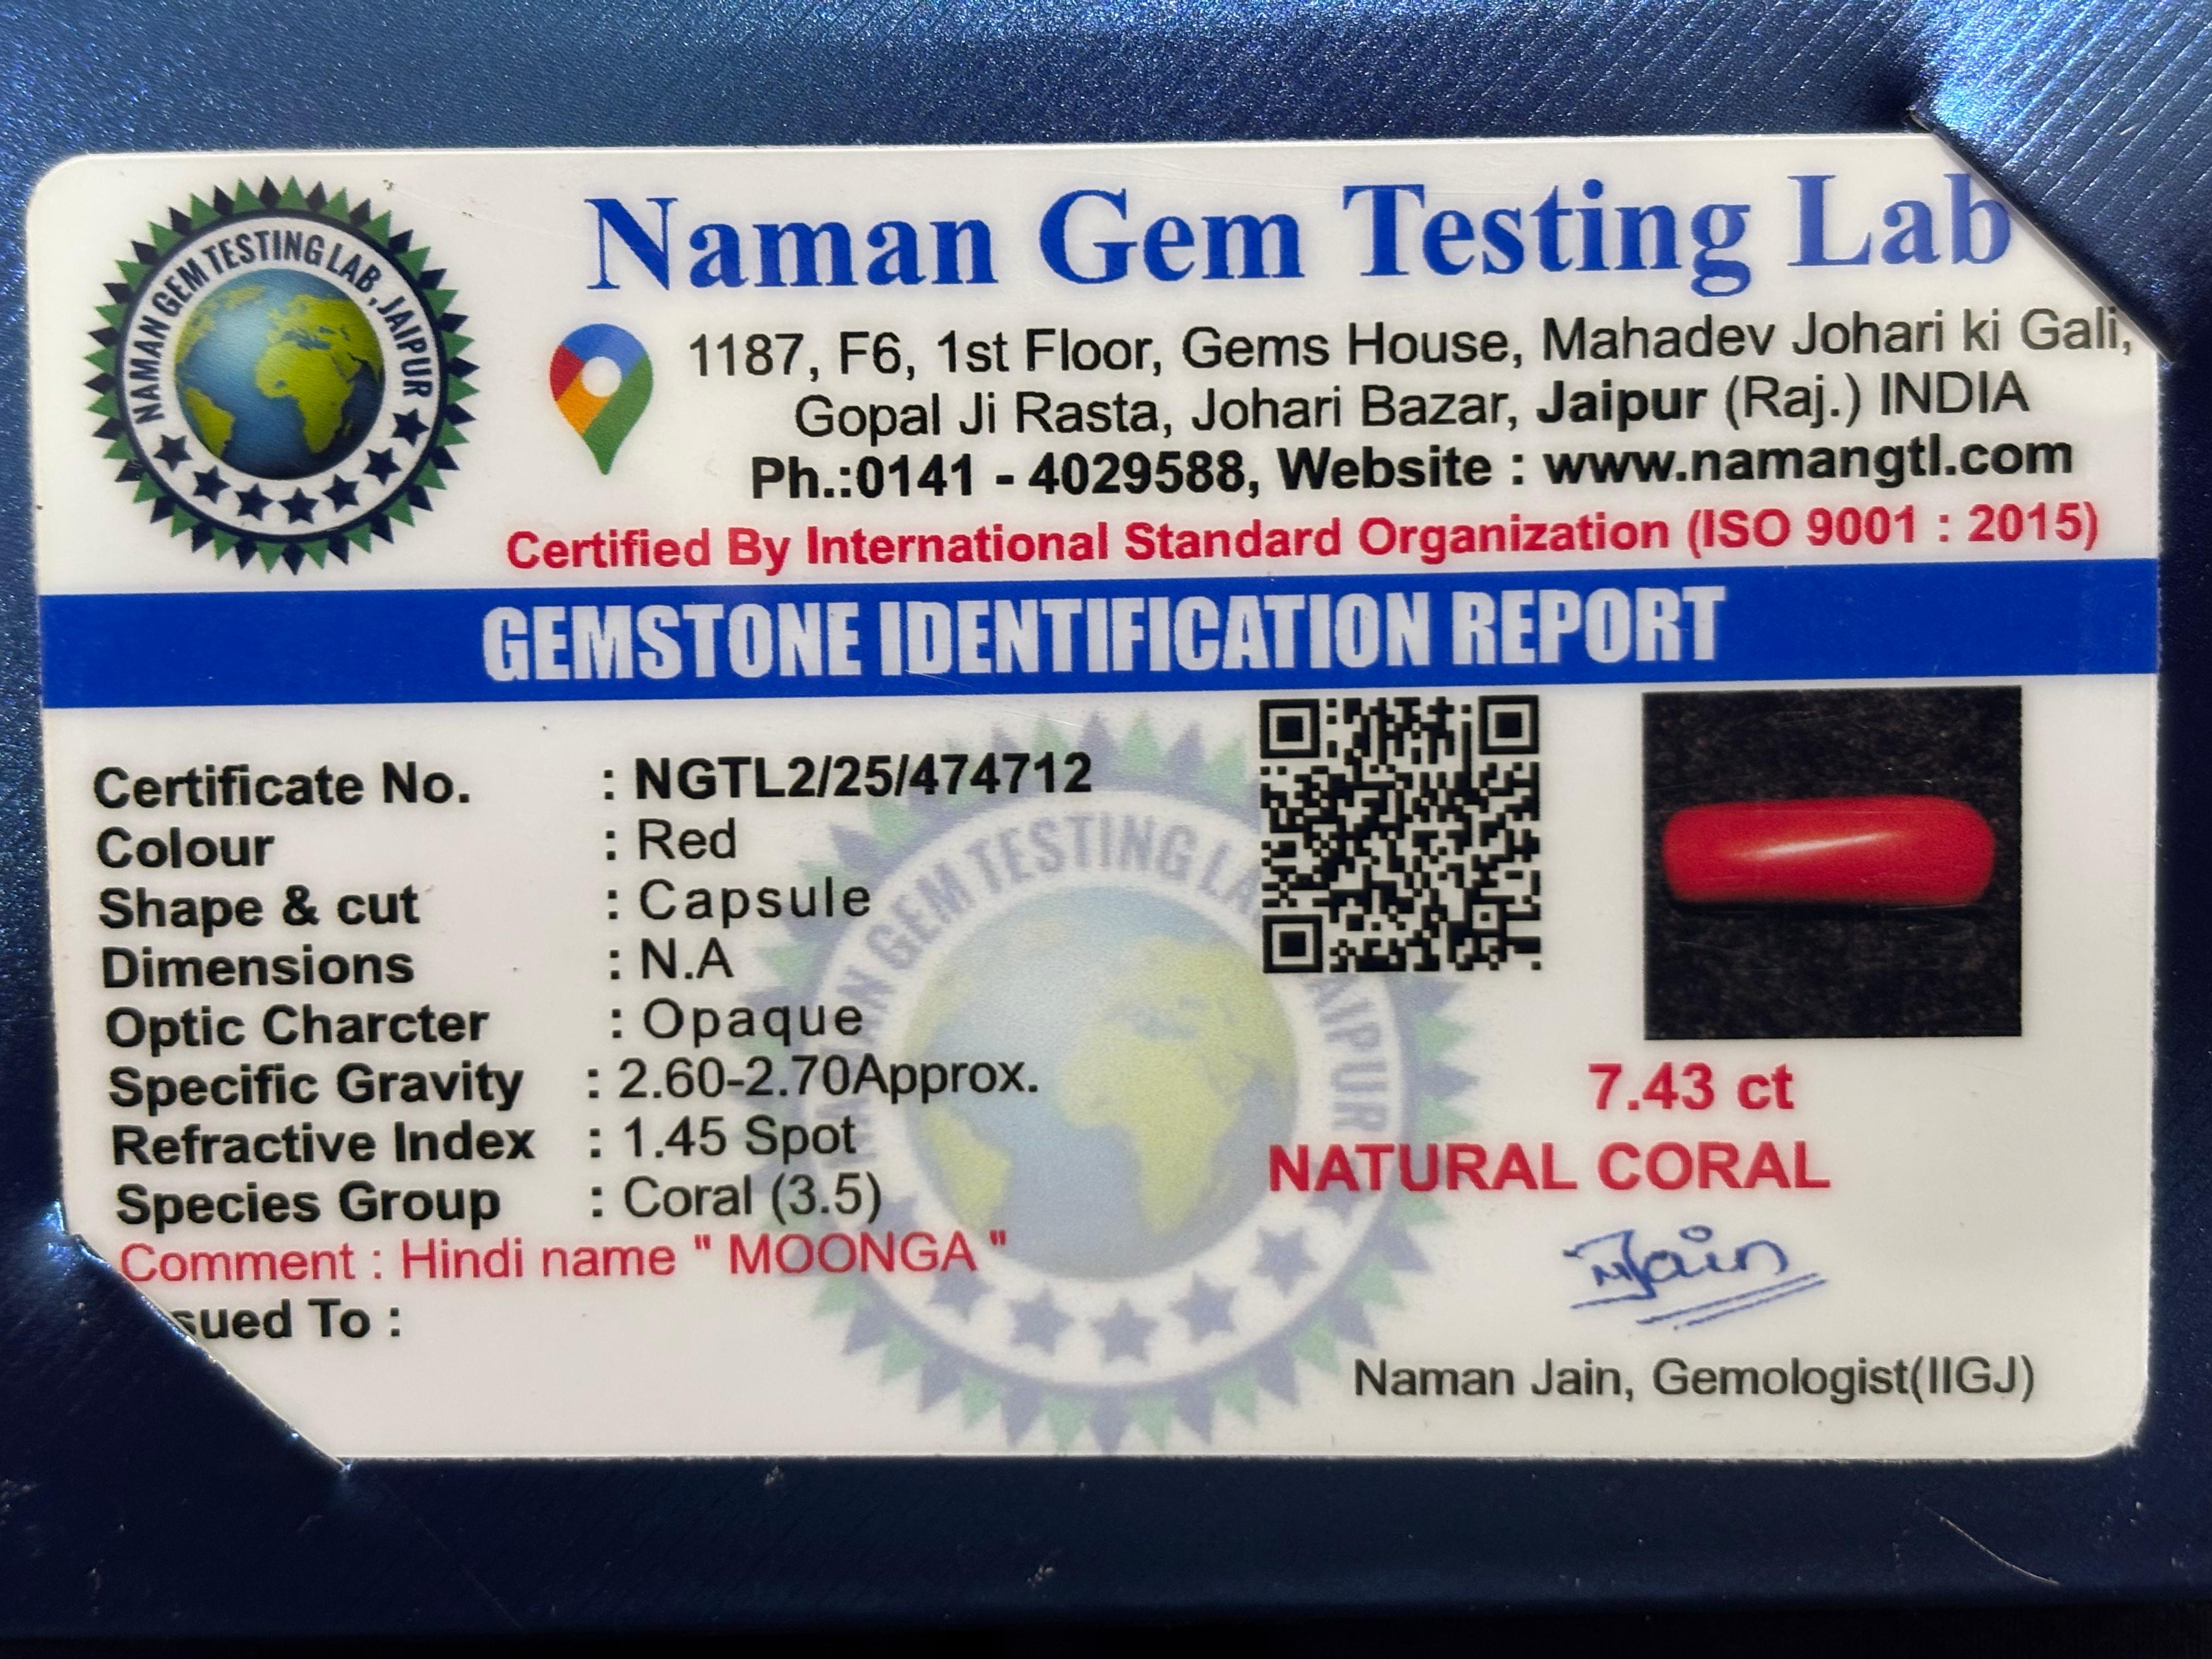 Naman Gem Testing Lab
NAMAN GEM TESTING LAB, JAIPUR
1187, F6, 1st Floor, Gems House, Mahadev Johari ki Gali,
Gopal Ji Rasta, Johari Bazar, Jaipur (Raj.) INDIA
Ph.:0141 - 4029588, Website : www.namangtl.com
Certified By International Standard Organization (ISO 9001 : 2015)
GEMSTONE IDENTIFICATION REPORT
Certificate No. : NGTL2/25/474712
Colour : Red
Shape & cut : Capsule
Dimensions : N.A
Optic Charcter : Opaque
Specific Gravity : 2.60-2.70Approx.
Refractive Index : 1.45 Spot
Species Group : Coral (3.5)
Comment : Hindi name " MOONGA "
sued To :
7.43 ct
NATURAL CORAL
NJain
Naman Jain, Gemologist(IIGJ)